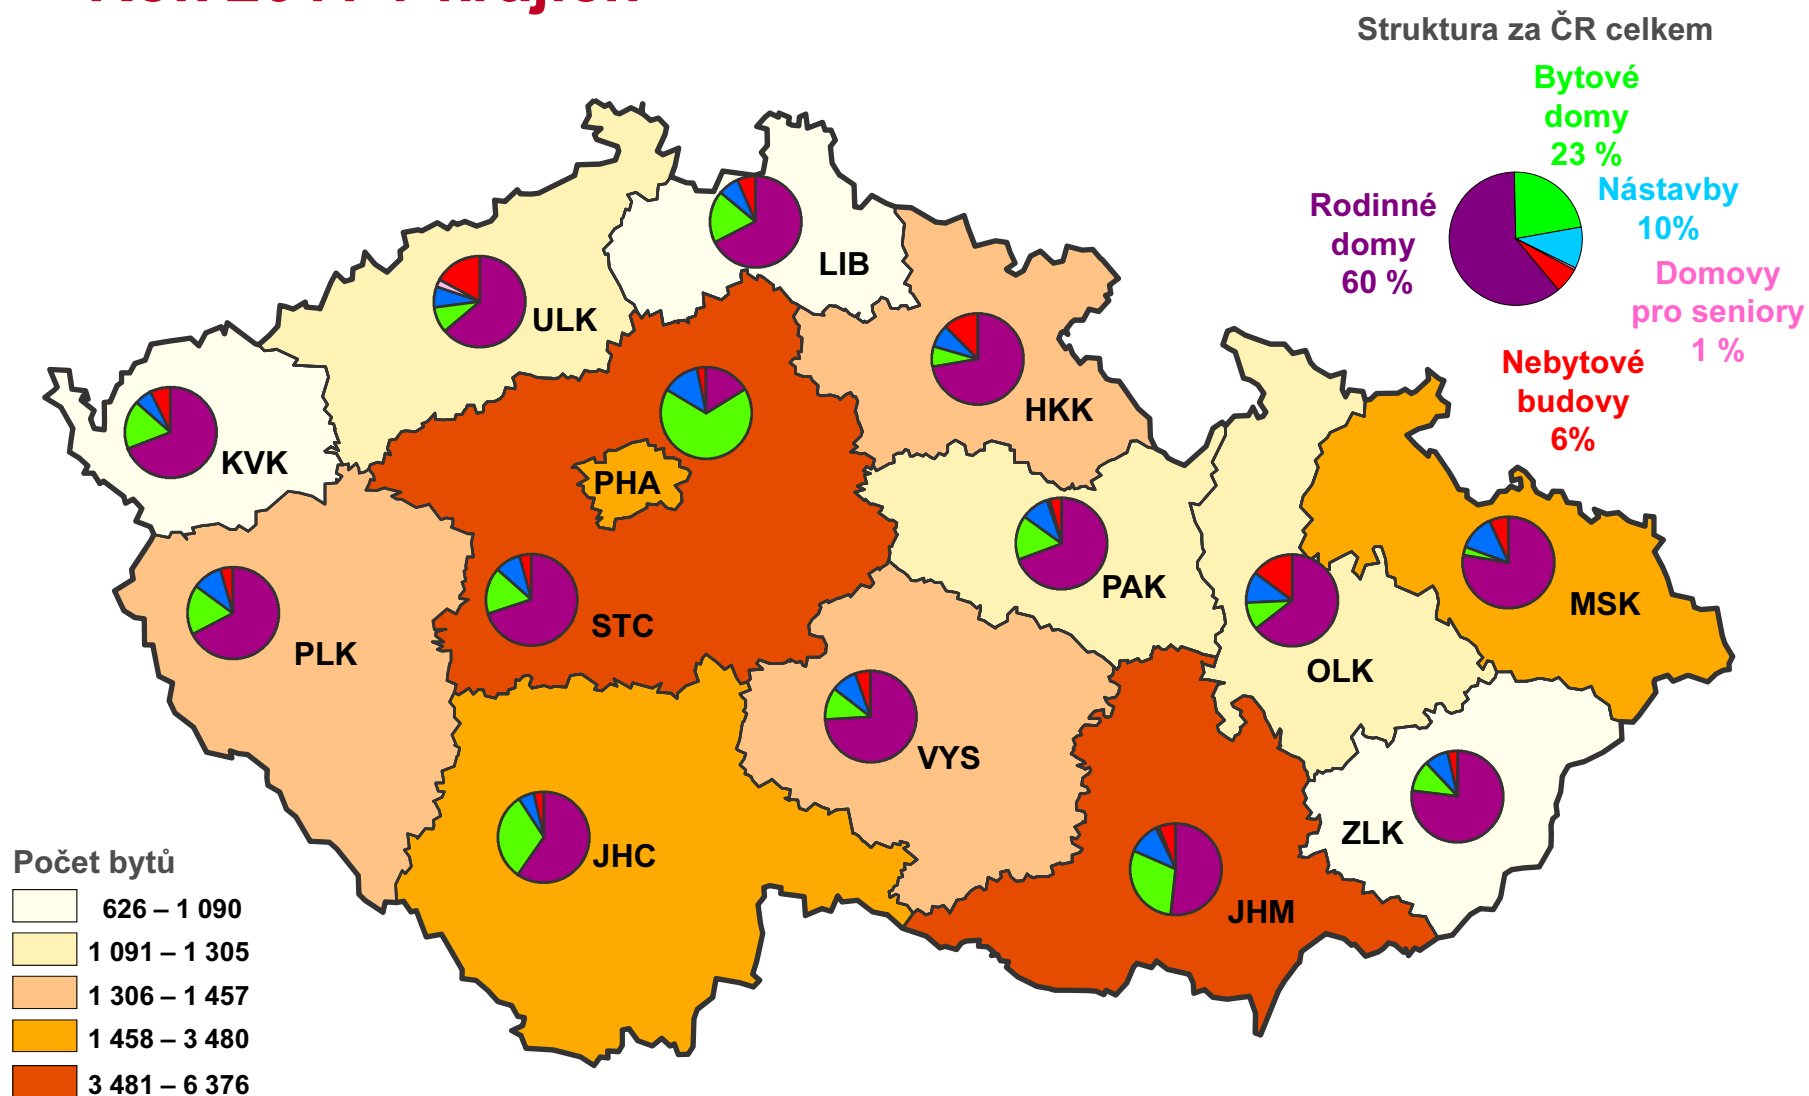 Struktura za ČR celkem
Bytové
domy
23 %
Nástavby
10%
Rodinné
domy
60 %
Domovy
pro seniory
1 %
Nebytové
budovy
6%
LIB
ULK
HKK
KVK
PHA
PAK
MSK
STC
PLK
OLK
VYS
ZLK
JHC
JHM
Počet bytů
626 – 1 090
1 091 – 1 305
1 306 – 1 457
1 458 – 3 480
3 481 – 6 376